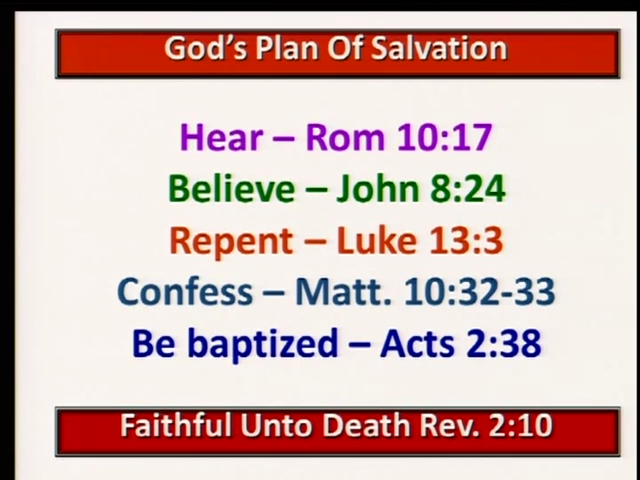 God's Plan Of Salvation
Hear – Rom 10:17
Believe – John 8:24
Repent – Luke 13:3
Confess – Matt. 10:32-33
Be baptized – Acts 2:38
Faithful Unto Death Rev. 2:10